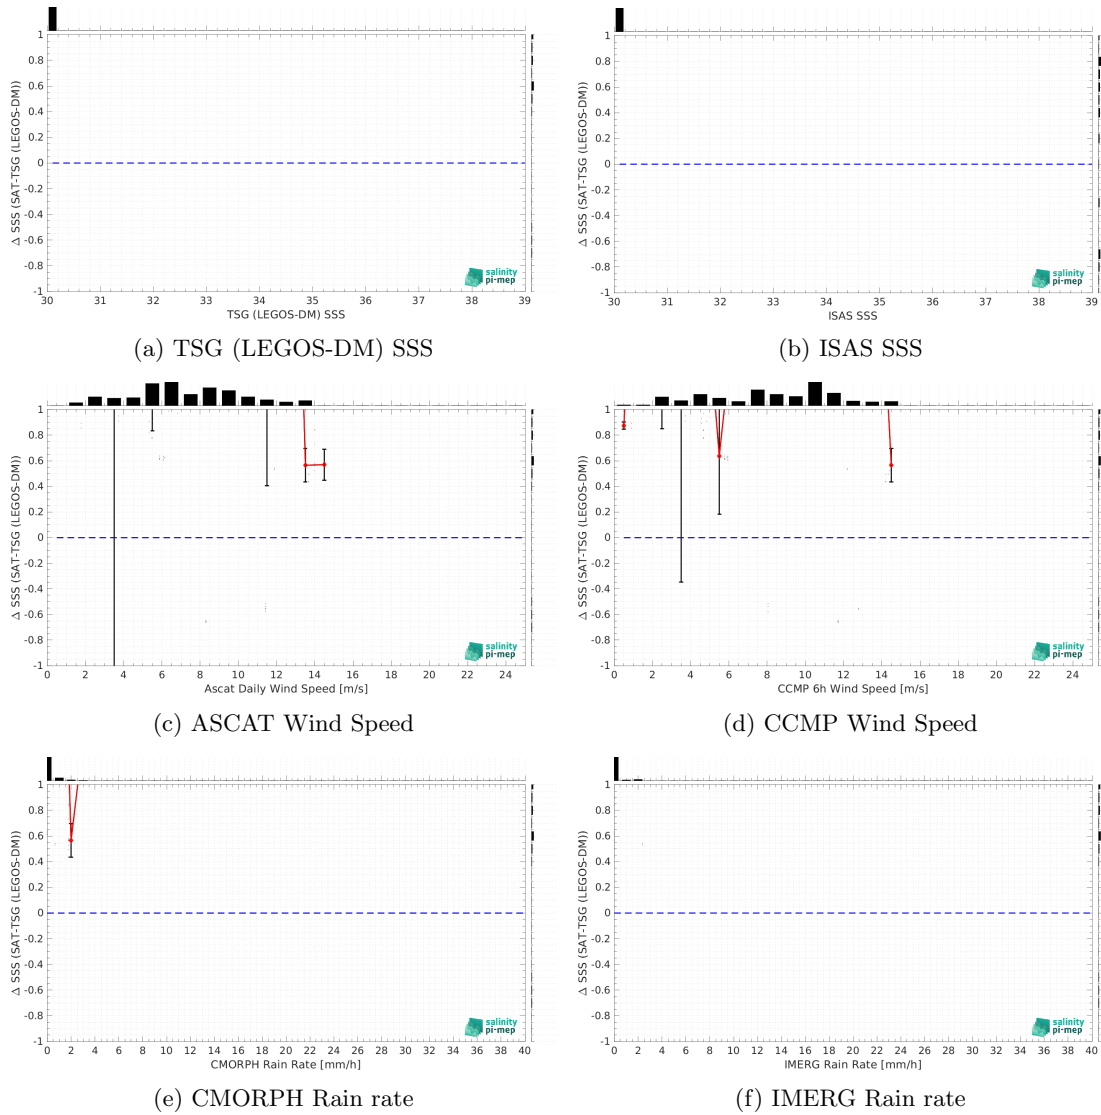 1
0.8
0.6
0.4
0.2
0
-0.2
-0.4
-0.6
-0.8
-1
Δ SSS (SAT-TSG (LEGOS-DM))
30 31 32 33 34 35 36 37 38 39
TSG (LEGOS-DM) SSS
salinity
pi-mep
(a) TSG (LEGOS-DM) SSS
1
0.8
0.6
0.4
0.2
0
-0.2
-0.4
-0.6
-0.8
-1
Δ SSS (SAT-TSG (LEGOS-DM))
30 31 32 33 34 35 36 37 38 39
ISAS SSS
salinity
pi-mep
(b) ISAS SSS
1
0.8
0.6
0.4
0.2
0
-0.2
-0.4
-0.6
-0.8
-1
Δ SSS (SAT-TSG (LEGOS-DM))
0 2 4 6 8 10 12 14 16 18 20 22 24
Ascat Daily Wind Speed [m/s]
salinity
pi-mep
(c) ASCAT Wind Speed
1
0.8
0.6
0.4
0.2
0
-0.2
-0.4
-0.6
-0.8
-1
Δ SSS (SAT-TSG (LEGOS-DM))
0 2 4 6 8 10 12 14 16 18 20 22 24
CCMP 6h Wind Speed [m/s]
salinity
pi-mep
(d) CCMP Wind Speed
1
0.8
0.6
0.4
0.2
0
-0.2
-0.4
-0.6
-0.8
-1
Δ SSS (SAT-TSG (LEGOS-DM))
0 2 4 6 8 10 12 14 16 18 20 22 24 26 28 30 32 34 36 38 40
CMORPH Rain Rate [mm/h]
salinity
pi-mep
(e) CMORPH Rain rate
1
0.8
0.6
0.4
0.2
0
-0.2
-0.4
-0.6
-0.8
-1
Δ SSS (SAT-TSG (LEGOS-DM))
0 2 4 6 8 10 12 14 16 18 20 22 24 26 28 30 32 34 36 38 40
IMERG Rain Rate [mm/h]
salinity
pi-mep
(f) IMERG Rain rate